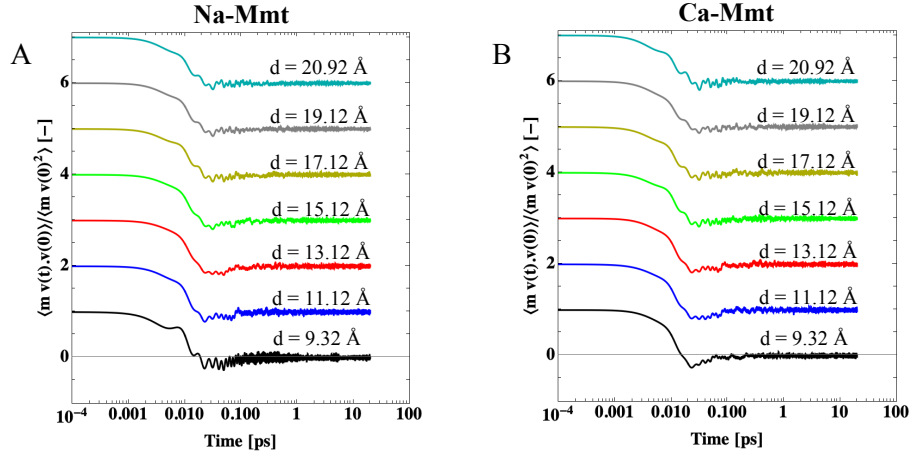 Na-Mmt
A
⟨m v(t).v(0)⟩/⟨m v(0)²⟩ [–]
6
4
2
0
d = 20.92 Å
d = 19.12 Å
d = 17.12 Å
d = 15.12 Å
d = 13.12 Å
d = 11.12 Å
d = 9.32 Å
10⁻⁴ 0.001 0.010 0.100 1 10 100
Time [ps]
Ca-Mmt
B
⟨m v(t).v(0)⟩/⟨m v(0)²⟩ [–]
6
4
2
0
d = 20.92 Å
d = 19.12 Å
d = 17.12 Å
d = 15.12 Å
d = 13.12 Å
d = 11.12 Å
d = 9.32 Å
10⁻⁴ 0.001 0.010 0.100 1 10 100
Time [ps]